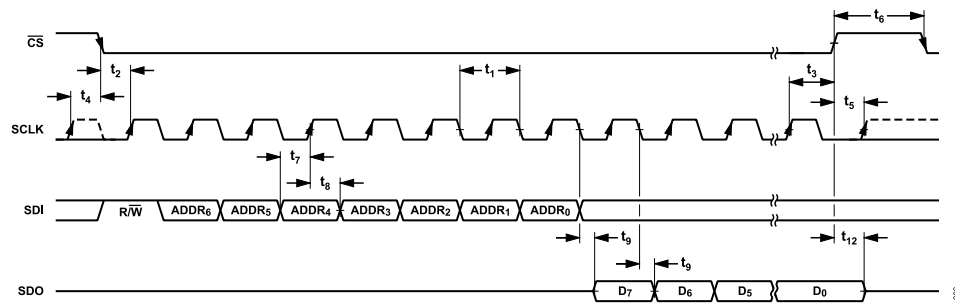 t6
CS
t2
t1
t3
t4
t5
SCLK
t7
t8
SDI
R/W
ADDR6
ADDR5
ADDR4
ADDR3
ADDR2
ADDR1
ADDR0
t9
t12
t9
SDO
D7
D6
D5
D0